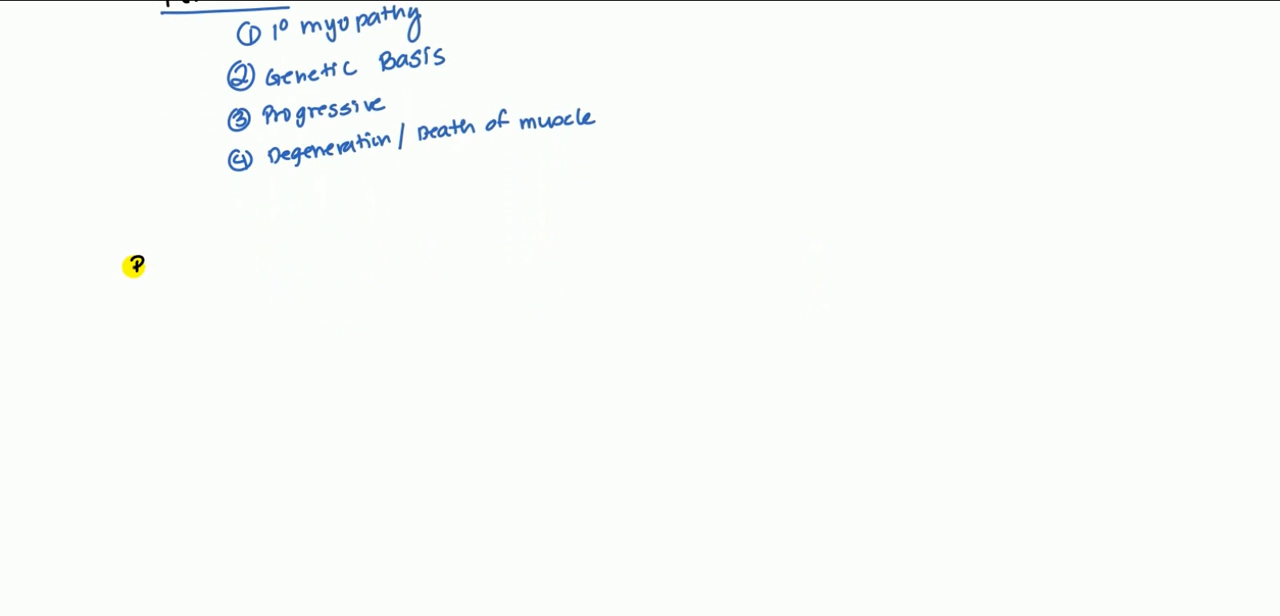 ① 1° myopathy
② Genetic Basis
③ Progressive
④ Degeneration / Death of muscle
P